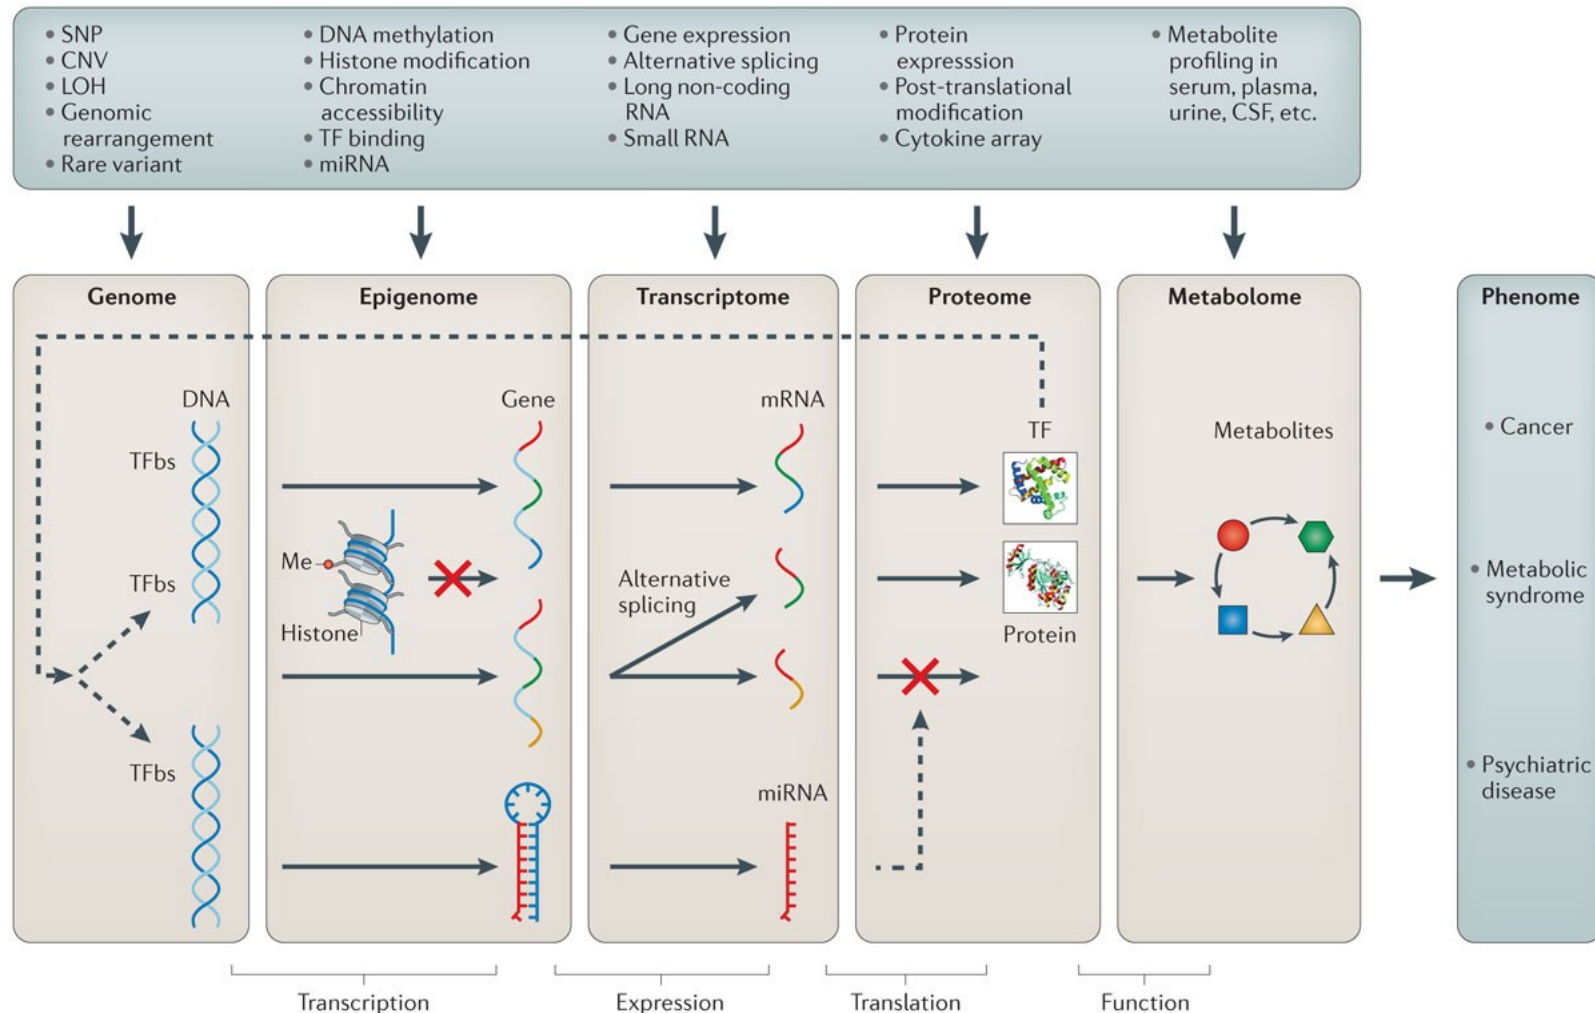 • SNP
• CNV
• LOH
• Genomic
rearrangement
• Rare variant
• DNA methylation
• Histone modification
• Chromatin
accessibility
• TF binding
• miRNA
• Gene expression
• Alternative splicing
• Long non-coding
RNA
• Small RNA
• Protein
expresssion
• Post-translational
modification
• Cytokine array
• Metabolite
profiling in
serum, plasma,
urine, CSF, etc.
Genome
DNA
TFbs
TFbs
TFbs
Epigenome
Gene
Me
Histone
Transcriptome
mRNA
Alternative
splicing
miRNA
Proteome
TF
Protein
Metabolome
Metabolites
Phenome
• Cancer
• Metabolic
syndrome
• Psychiatric
disease
Transcription
Expression
Translation
Function